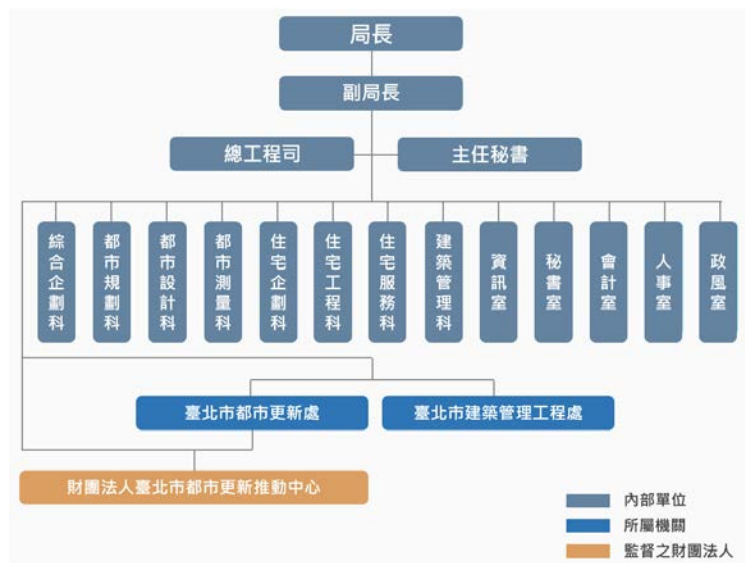 局長
副局長
總工程司
主任秘書
綜合企劃科
都市規劃科
都市設計科
都市測量科
住宅企劃科
住宅工程科
住宅服務科
建築管理科
資訊室
秘書室
會計室
人事室
政風室
臺北市都市更新處
臺北市建築管理工程處
財團法人臺北市都市更新推動中心
內部單位
所屬機關
監督之財團法人